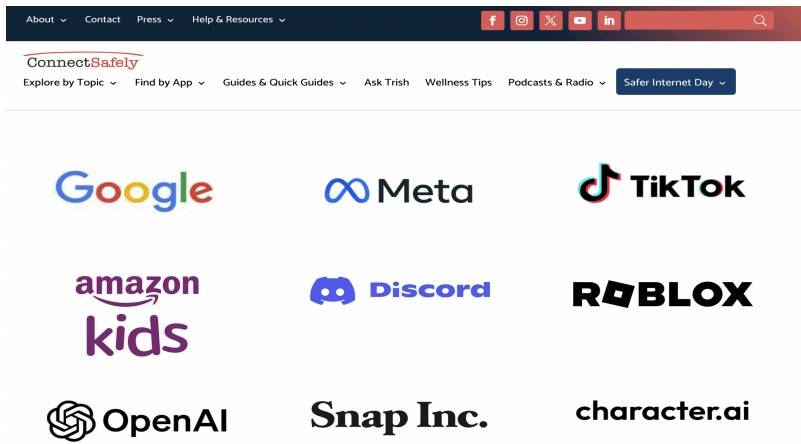 About Contact Press Help & Resources
ConnectSafely
Explore by Topic Find by App Guides & Quick Guides Ask Trish Wellness Tips Podcasts & Radio Safer Internet Day
Google Meta TikTok
amazon kids Discord ROBLOX
OpenAI Snap Inc. character.ai